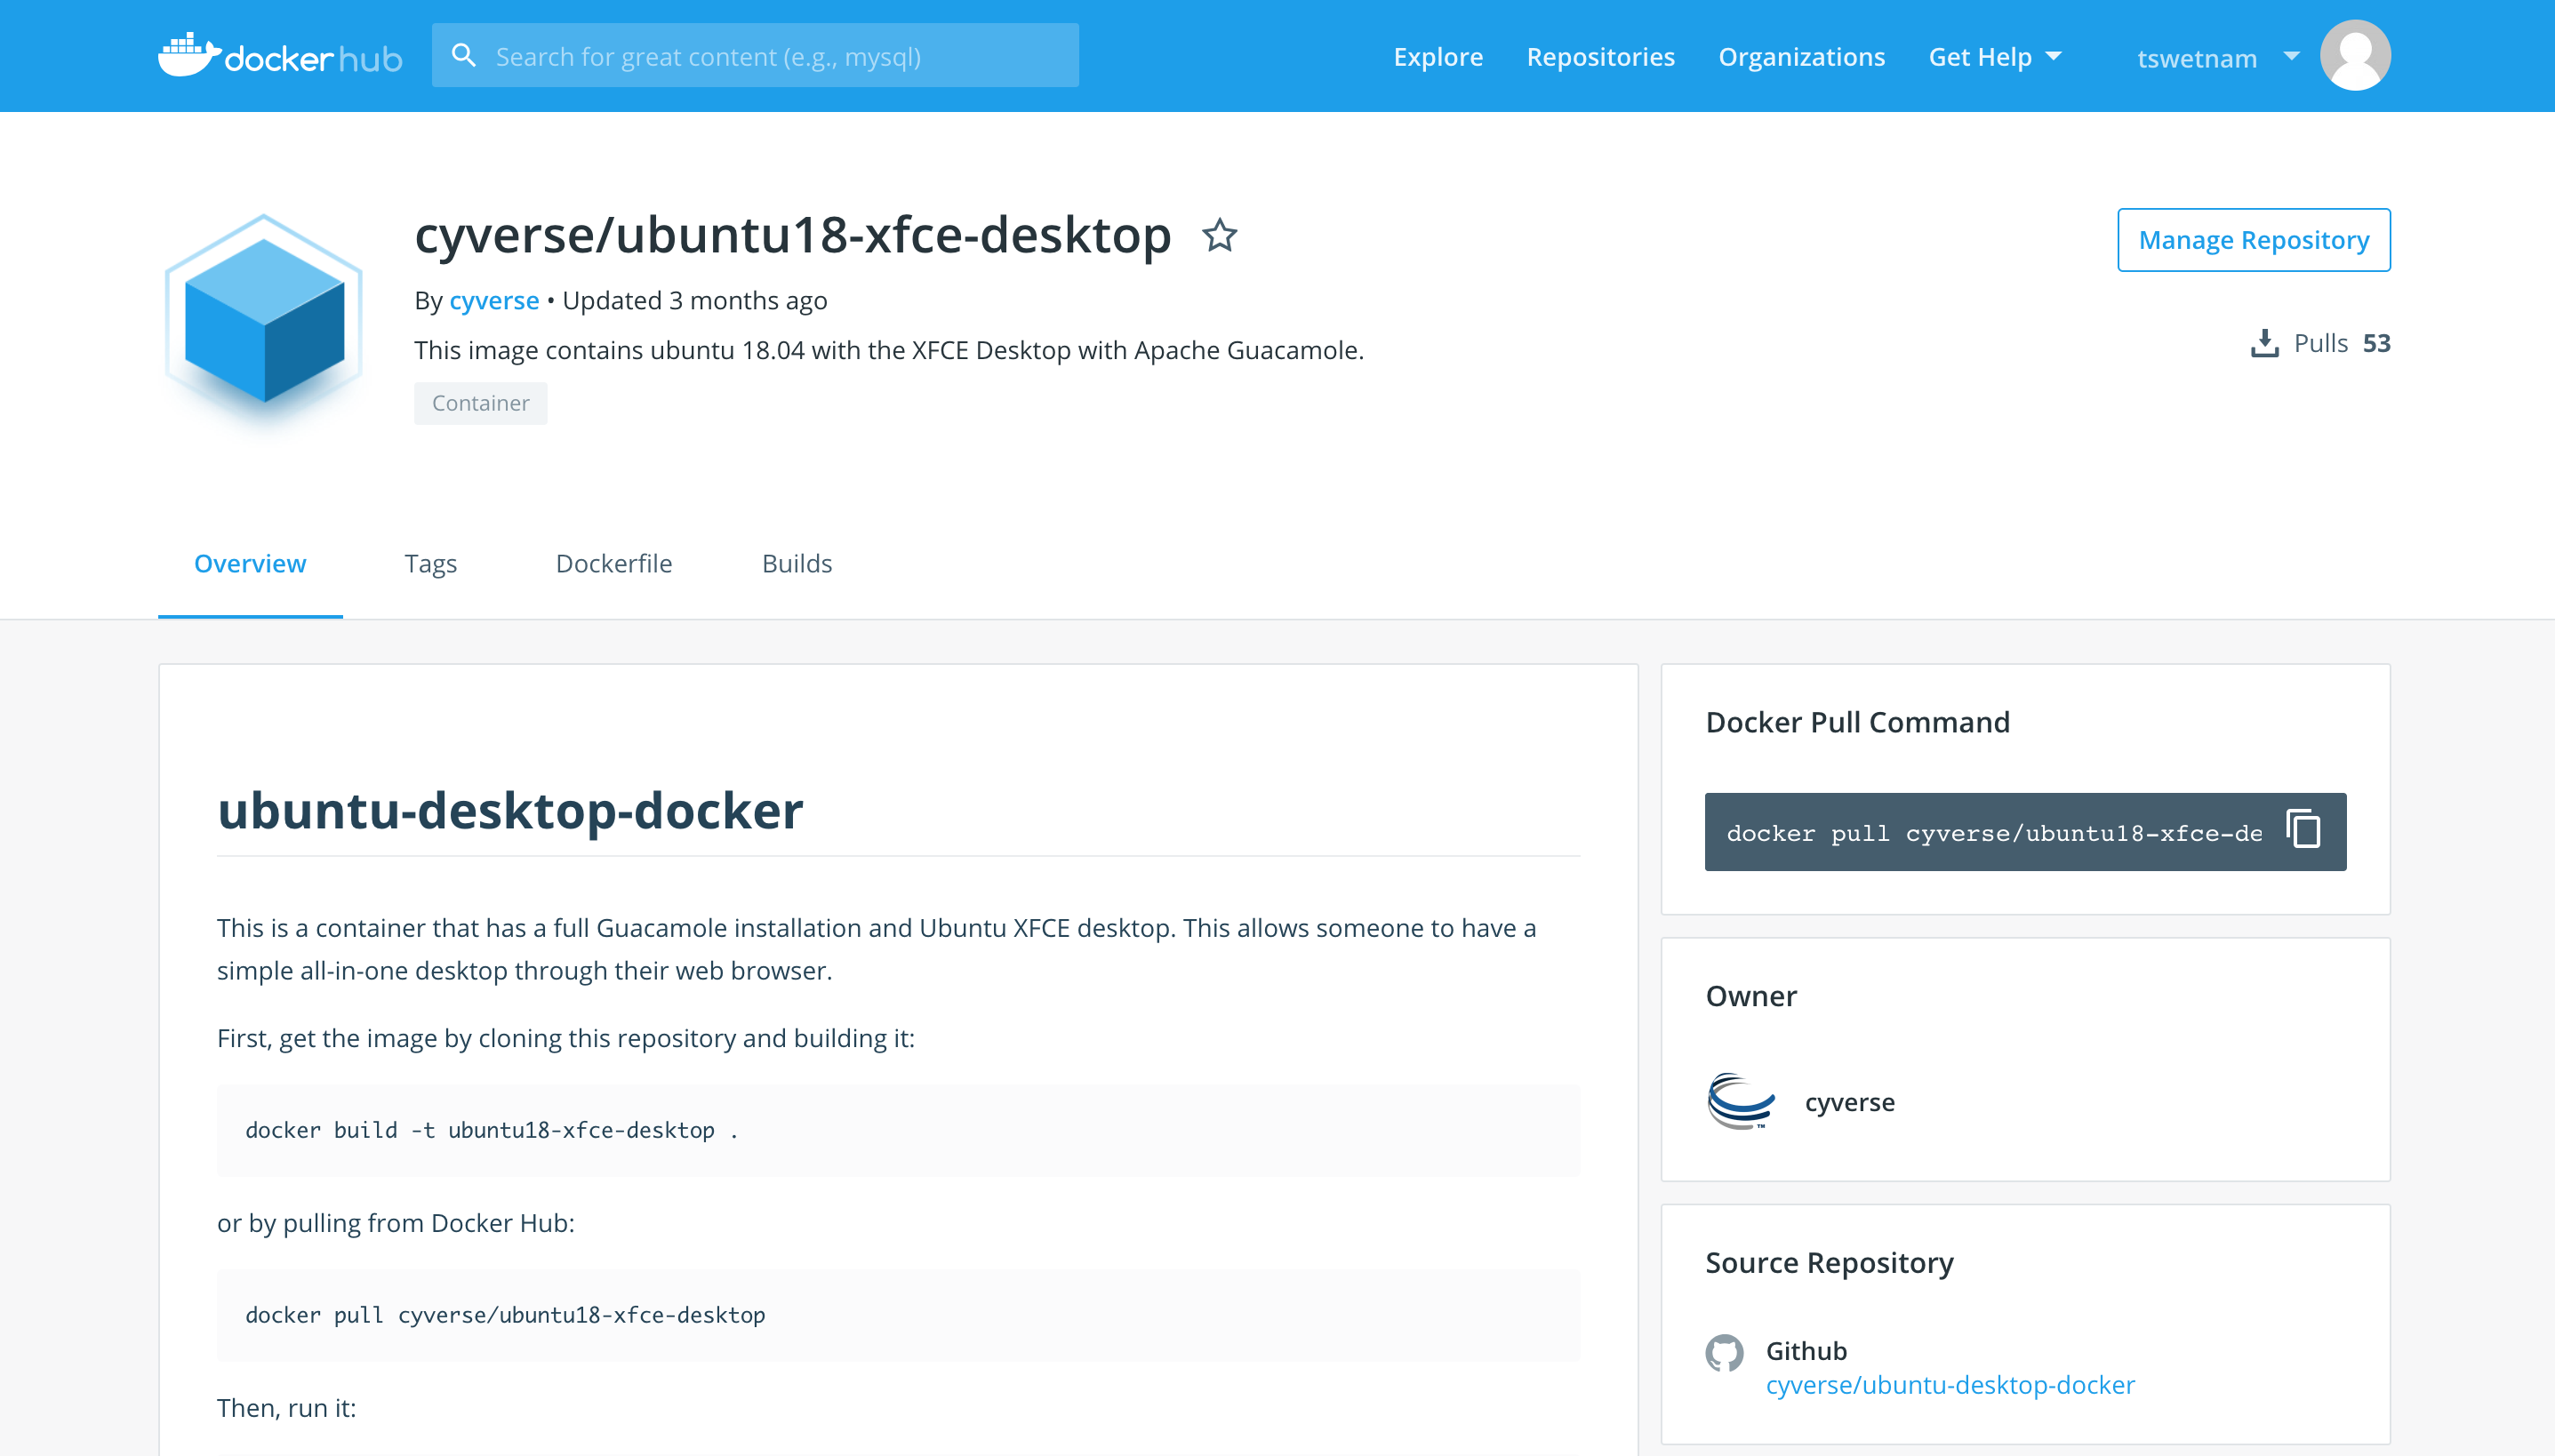 docker hub
Search for great content (e.g., mysql)
Explore
Repositories
Organizations
Get Help
tswetnam
cyverse/ubuntu18-xfce-desktop
By cyverse • Updated 3 months ago
This image contains ubuntu 18.04 with the XFCE Desktop with Apache Guacamole.
Container
Manage Repository
Pulls 53
Overview
Tags
Dockerfile
Builds
ubuntu-desktop-docker
This is a container that has a full Guacamole installation and Ubuntu XFCE desktop. This allows someone to have a
simple all-in-one desktop through their web browser.
First, get the image by cloning this repository and building it:
docker build -t ubuntu18-xfce-desktop .
or by pulling from Docker Hub:
docker pull cyverse/ubuntu18-xfce-desktop
Then, run it:
Docker Pull Command
docker pull cyverse/ubuntu18-xfce-de
Owner
cyverse
TM
Source Repository
Github
cyverse/ubuntu-desktop-docker